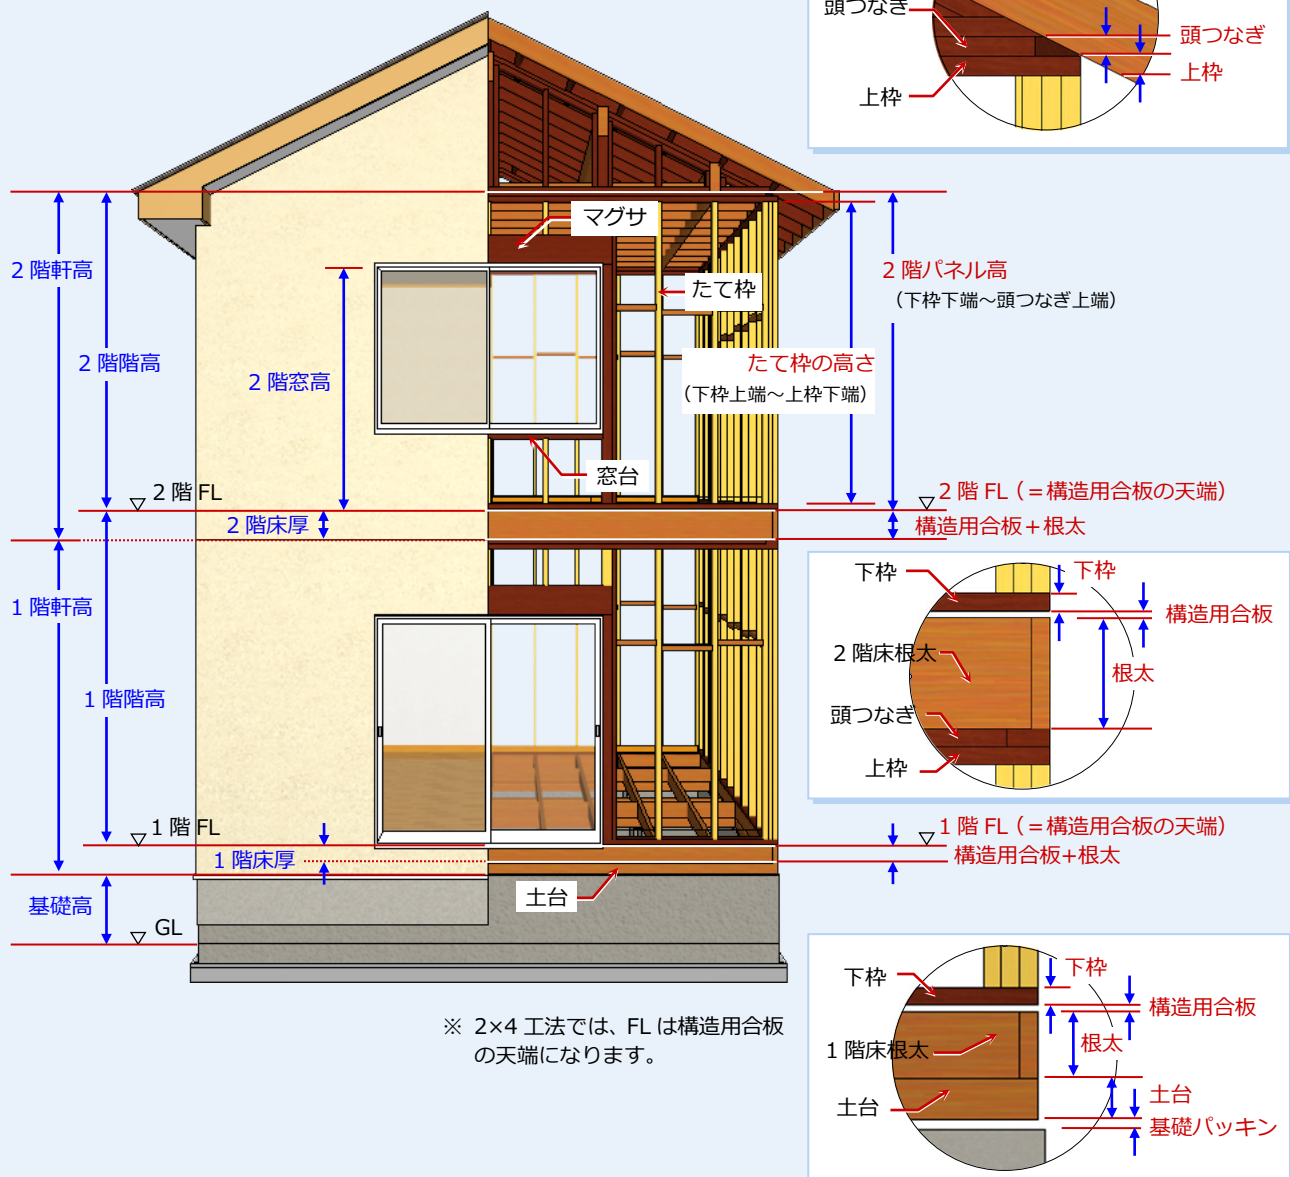 頭つなぎ
頭つなぎ
上枠
上枠
マグサ
2 階軒高
2 階パネル高
(下枠下端～頭つなぎ上端)
たて枠
2 階階高
たて枠の高さ
(下枠上端～上枠下端)
2 階窓高
窓台
2 階 FL
2 階 FL (=構造用合板の天端)
2 階床厚
構造用合板+根太
下枠
下枠
構造用合板
1 階軒高
2 階床根太
根太
1 階階高
頭つなぎ
上枠
1 階 FL
1 階 FL (=構造用合板の天端)
1 階床厚
構造用合板+根太
土台
基礎高
GL
下枠
下枠
構造用合板
※ 2×4 工法では、FL は構造用合板
の天端になります。
1 階床根太
根太
土台
土台
基礎パッキン